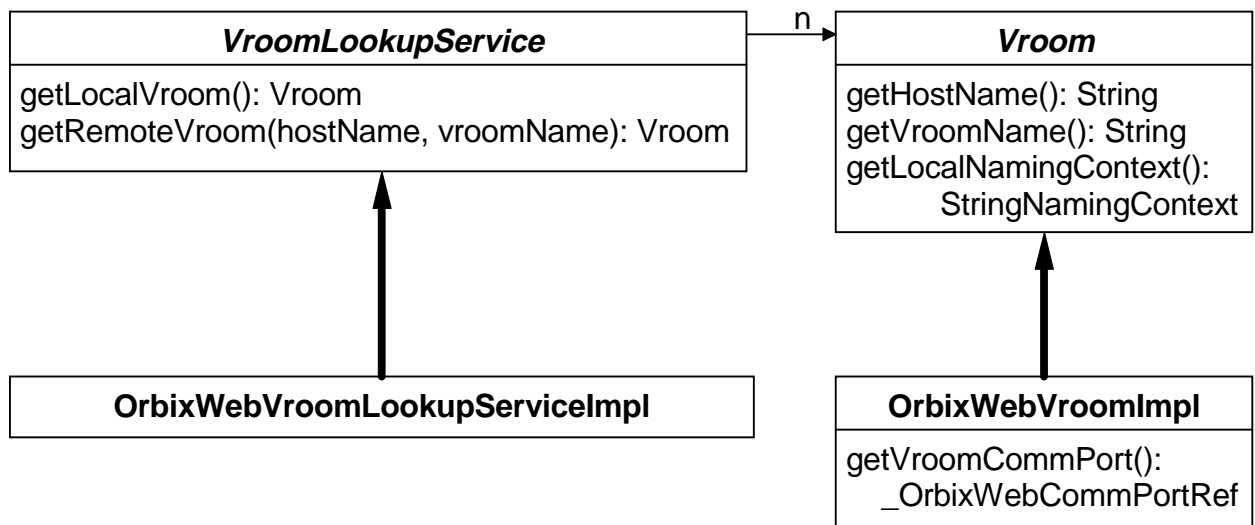 VroomLookupService
getLocalVroom(): Vroom
getRemoteVroom(hostName, vroomName): Vroom
n
Vroom
getHostName(): String
getVroomName(): String
getLocalNamingContext():
StringNamingContext
OrbixWebVroomLookupServiceImpl
OrbixWebVroomImpl
getVroomCommPort():
_OrbixWebCommPortRef